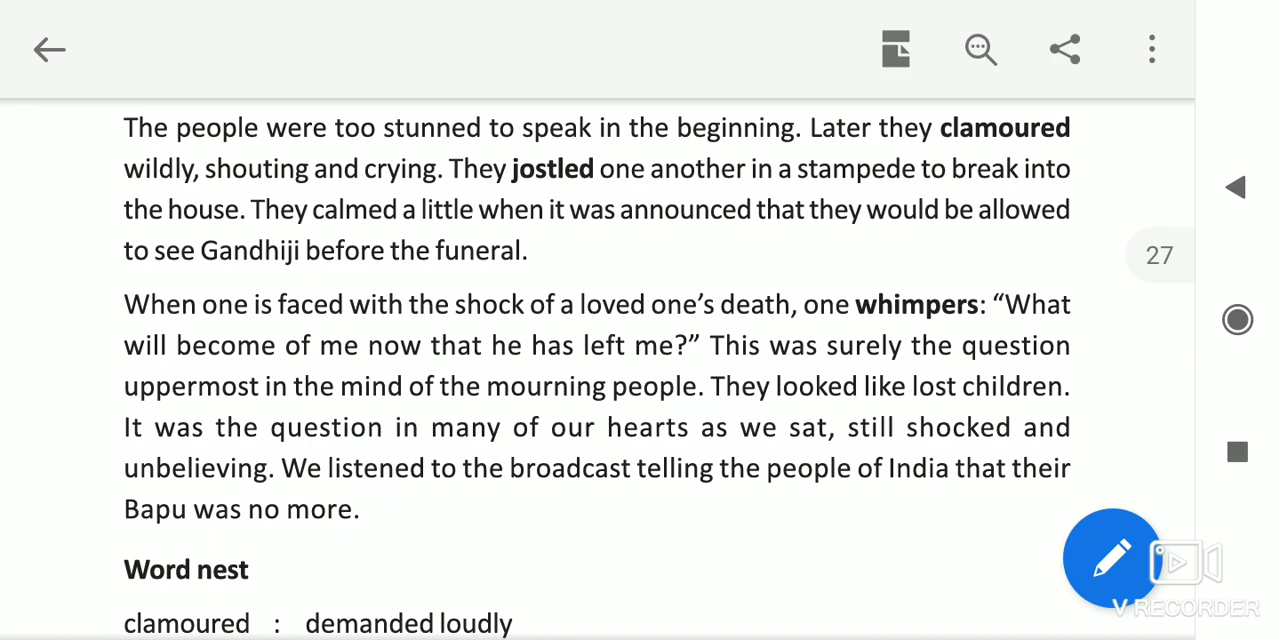 The people were too stunned to speak in the beginning. Later they clamoured
wildly, shouting and crying. They jostled one another in a stampede to break into
the house. They calmed a little when it was announced that they would be allowed
to see Gandhiji before the funeral.
27
When one is faced with the shock of a loved one’s death, one whimpers: “What
will become of me now that he has left me?” This was surely the question
uppermost in the mind of the mourning people. They looked like lost children.
It was the question in many of our hearts as we sat, still shocked and
unbelieving. We listened to the broadcast telling the people of India that their
Bapu was no more.
Word nest
clamoured : demanded loudly
V RECORDER